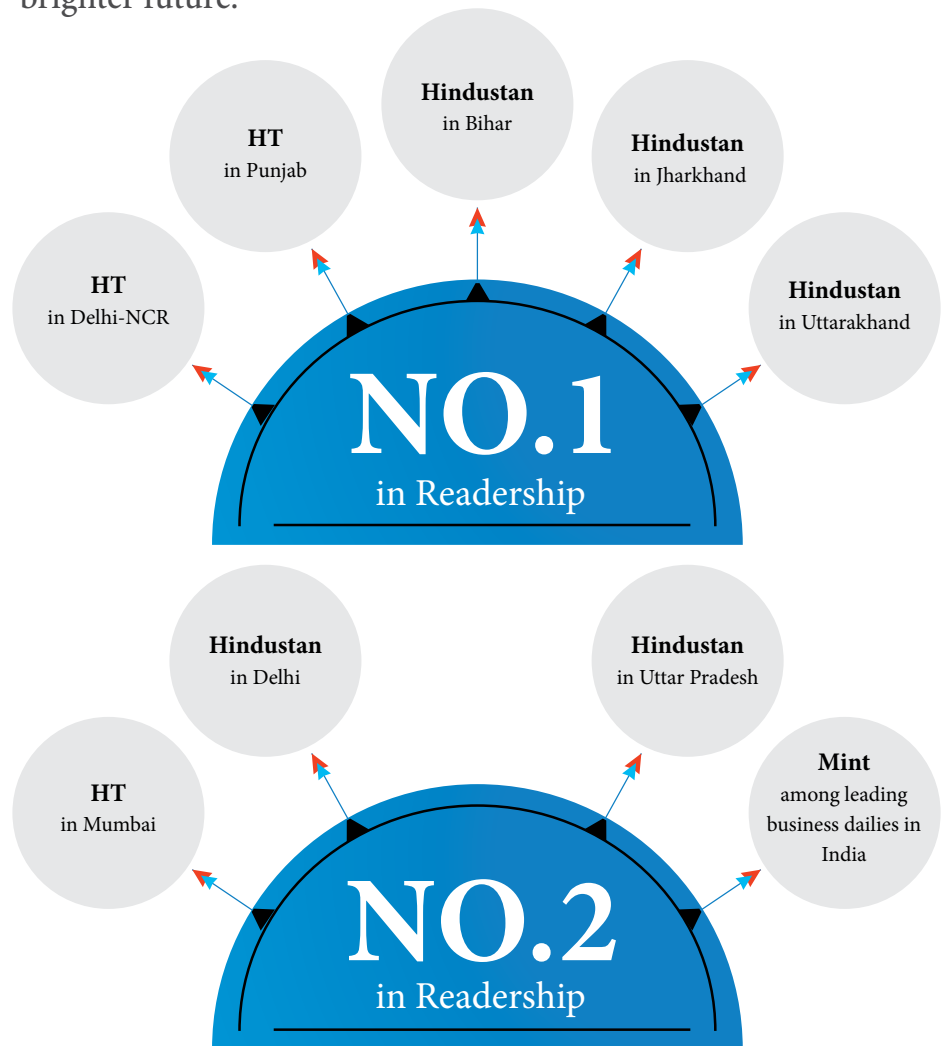 brighter future.
Hindustan
in Bihar
HT
in Punjab
Hindustan
in Jharkhand
HT
in Delhi-NCR
Hindustan
in Uttarakhand
NO.1
in Readership
Hindustan
in Delhi
Hindustan
in Uttar Pradesh
HT
in Mumbai
Mint
among leading
business dailies in
India
NO.2
in Readership